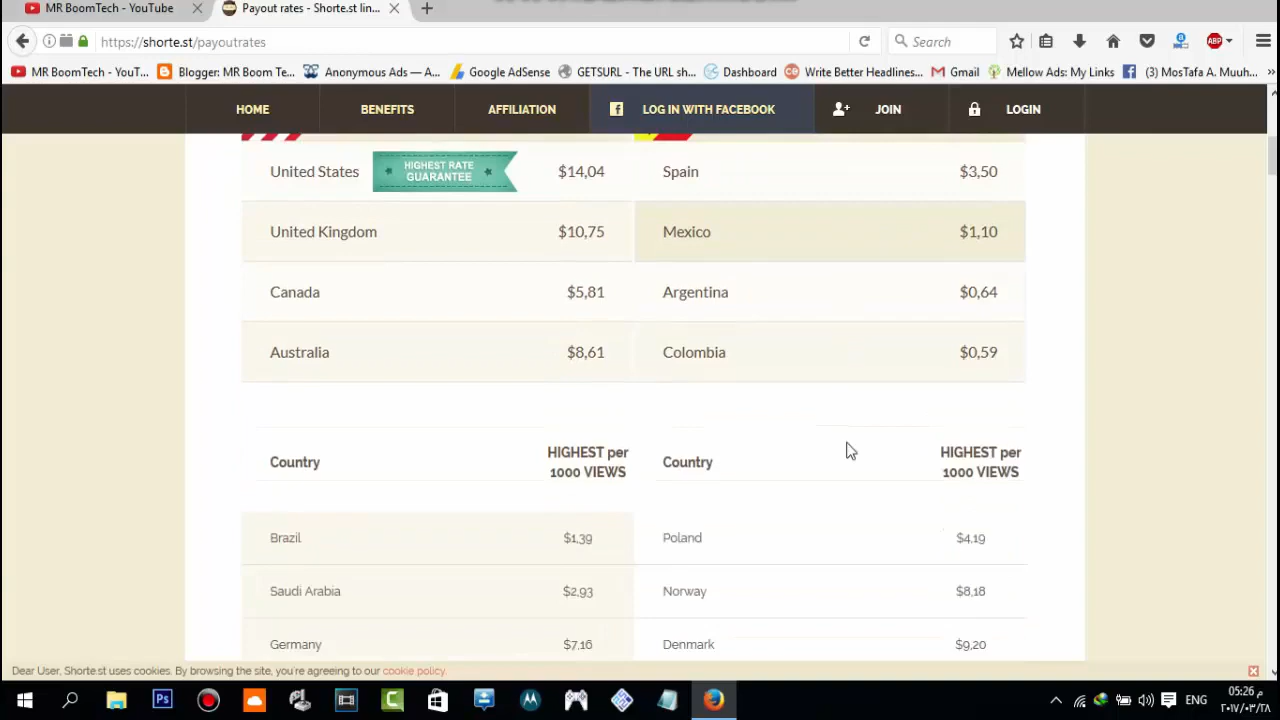 MR BoomTech - YouTube
Payout rates - Shorte.st lin...
https://shorte.st/payoutrates
Search
ABP
MR BoomTech - YouT...
Blogger: MR Boom Te...
Anonymous Ads — A...
Google AdSense
GETSURL - The URL sh...
Dashboard
Write Better Headlines...
Gmail
Mellow Ads: My Links
(3) MosTafa A. Muuh...
HOME
BENEFITS
AFFILIATION
LOG IN WITH FACEBOOK
JOIN
LOGIN
United States
HIGHEST RATE
GUARANTEE
$14,04
Spain
$3,50
United Kingdom
$10,75
Mexico
$1,10
Canada
$5,81
Argentina
$0,64
Australia
$8,61
Colombia
$0,59
Country
HIGHEST per
1000 VIEWS
Country
HIGHEST per
1000 VIEWS
Brazil
$1,39
Poland
$4,19
Saudi Arabia
$2,93
Norway
$8,18
Germany
$7,16
Denmark
$9,20
Dear User, Shorte.st uses cookies. By browsing the site, you're agreeing to our cookie policy.
Ps
ENG
05:26 م
٢٠١٧/٠٣/٢٨